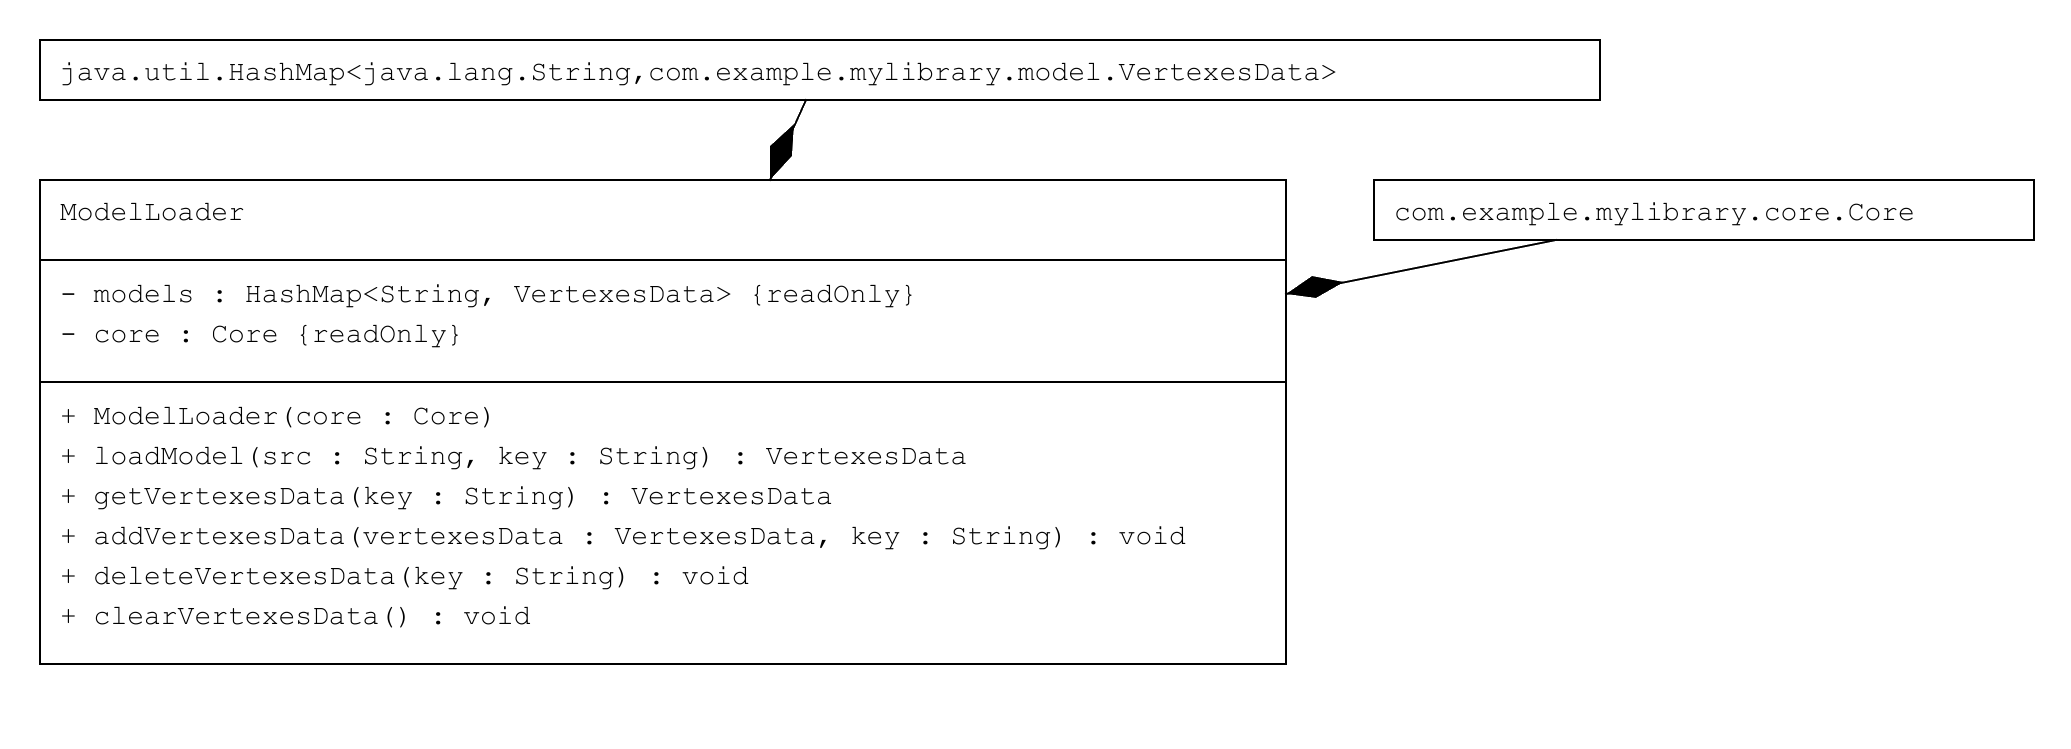 java.util.HashMap<java.lang.String,com.example.mylibrary.model.VertexesData>
ModelLoader
com.example.mylibrary.core.Core
- models : HashMap<String, VertexesData> {readOnly}
- core : Core {readOnly}
+ ModelLoader(core : Core)
+ loadModel(src : String, key : String) : VertexesData
+ getVertexesData(key : String) : VertexesData
+ addVertexesData(vertexesData : VertexesData, key : String) : void
+ deleteVertexesData(key : String) : void
+ clearVertexesData() : void